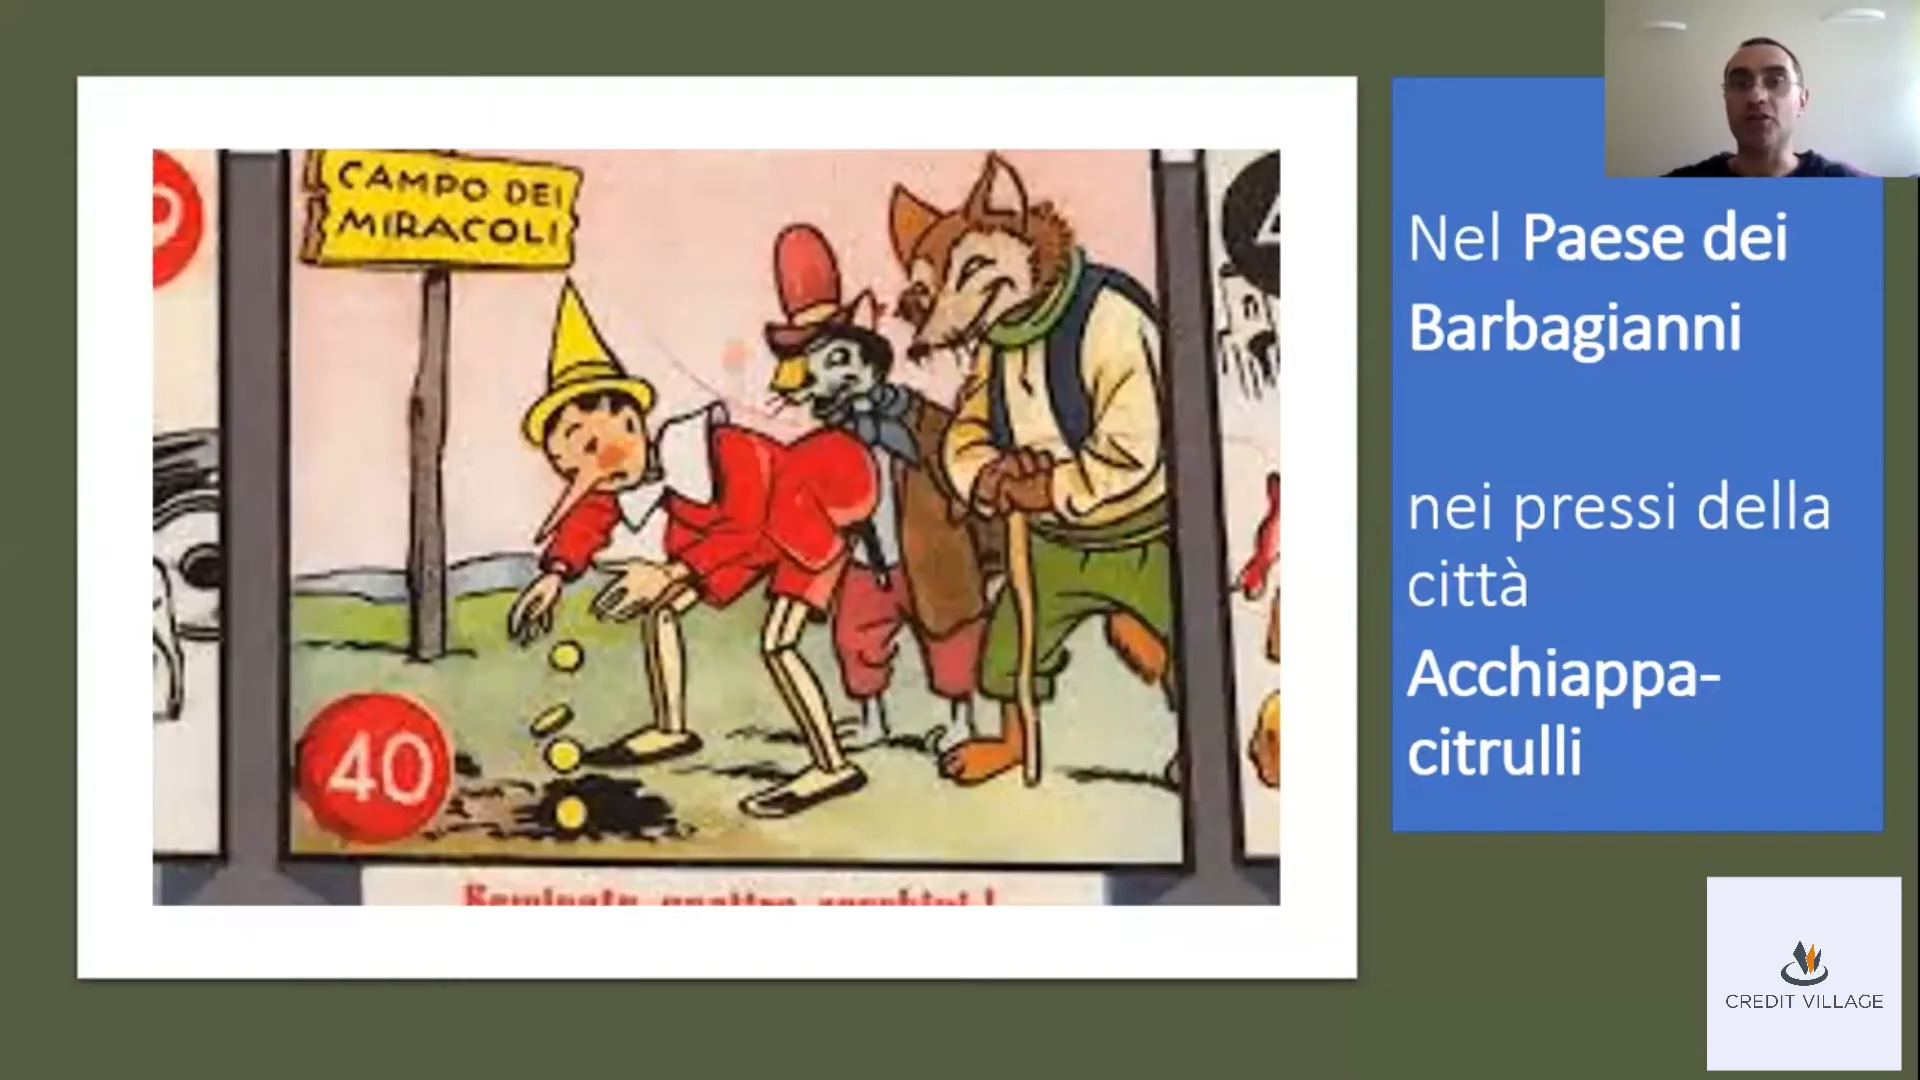 CAMPO DEI
MIRACOLI
40
Nel Paese dei
Barbagianni
nei pressi della
città
Acchiappa-
citrulli
CREDIT VILLAGE